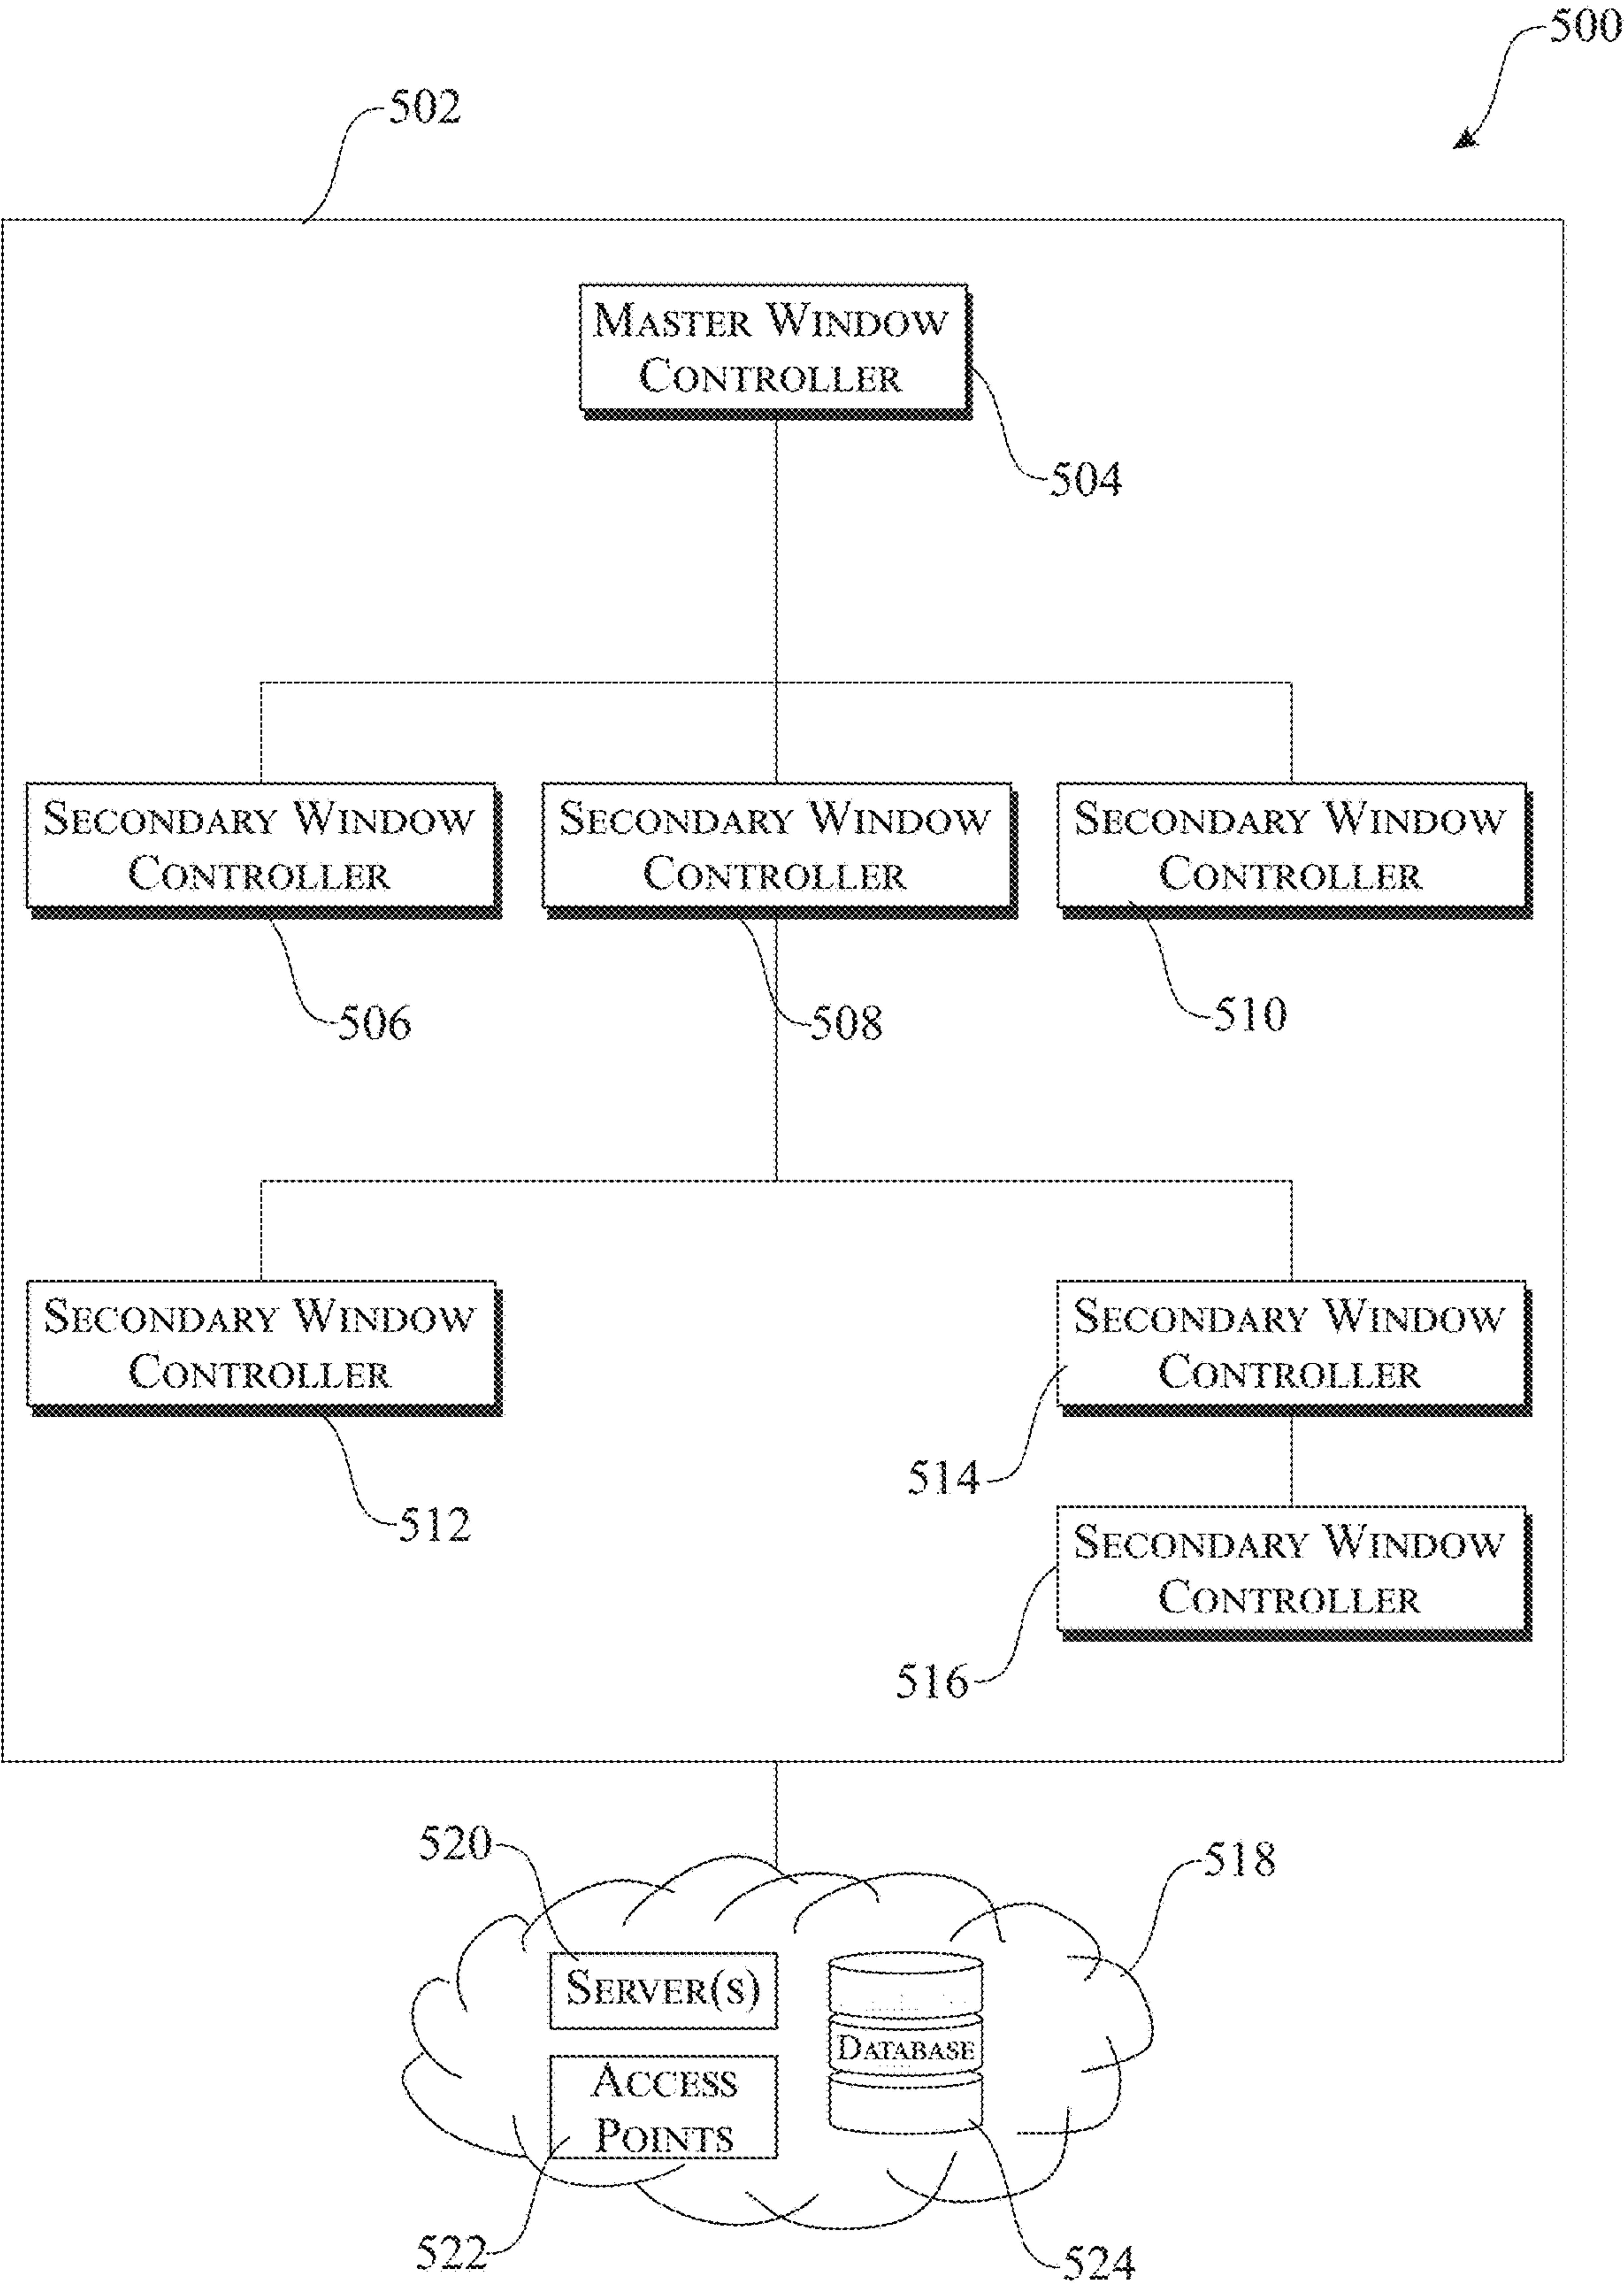 500
502
MASTER WINDOW
CONTROLLER
504
SECONDARY WINDOW
CONTROLLER
SECONDARY WINDOW
CONTROLLER
SECONDARY WINDOW
CONTROLLER
506
508
510
SECONDARY WINDOW
CONTROLLER
SECONDARY WINDOW
CONTROLLER
512
514
SECONDARY WINDOW
CONTROLLER
516
520
518
SERVER(S)
DATABASE
ACCESS
POINTS
522
524